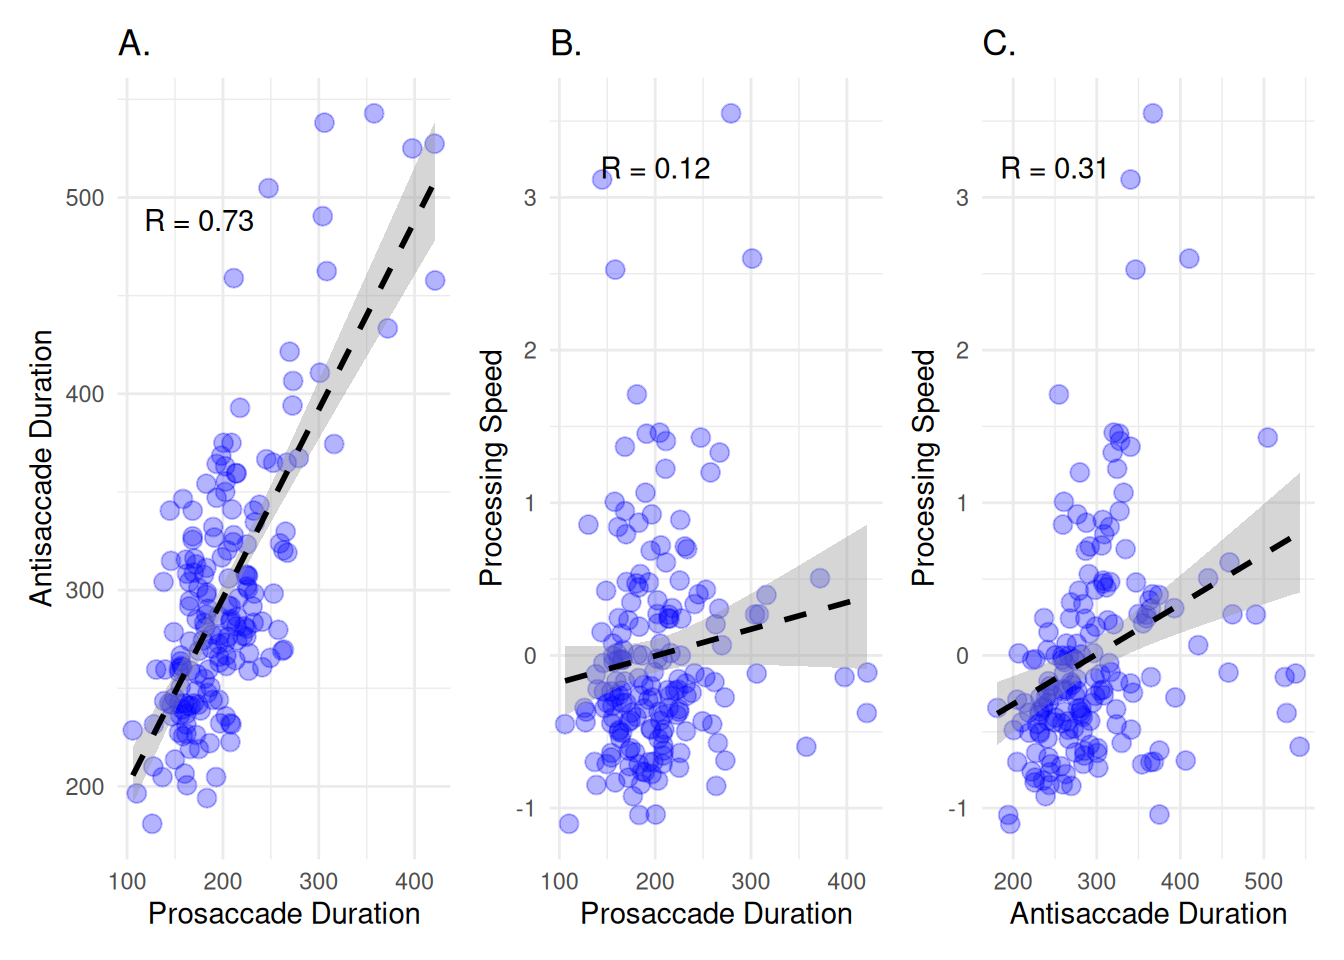 A.
R = 0.73
Antisaccade Duration
500
400
300
200
100 200 300 400
Prosaccade Duration
B.
R = 0.12
Processing Speed
3
2
1
0
-1
100 200 300 400
Prosaccade Duration
C.
R = 0.31
Processing Speed
3
2
1
0
-1
200 300 400 500
Antisaccade Duration